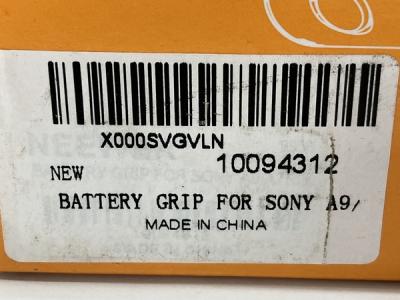 X000SVGVLN
10094312
NEW
BATTERY GRIP FOR SONY A9/
MADE IN CHINA